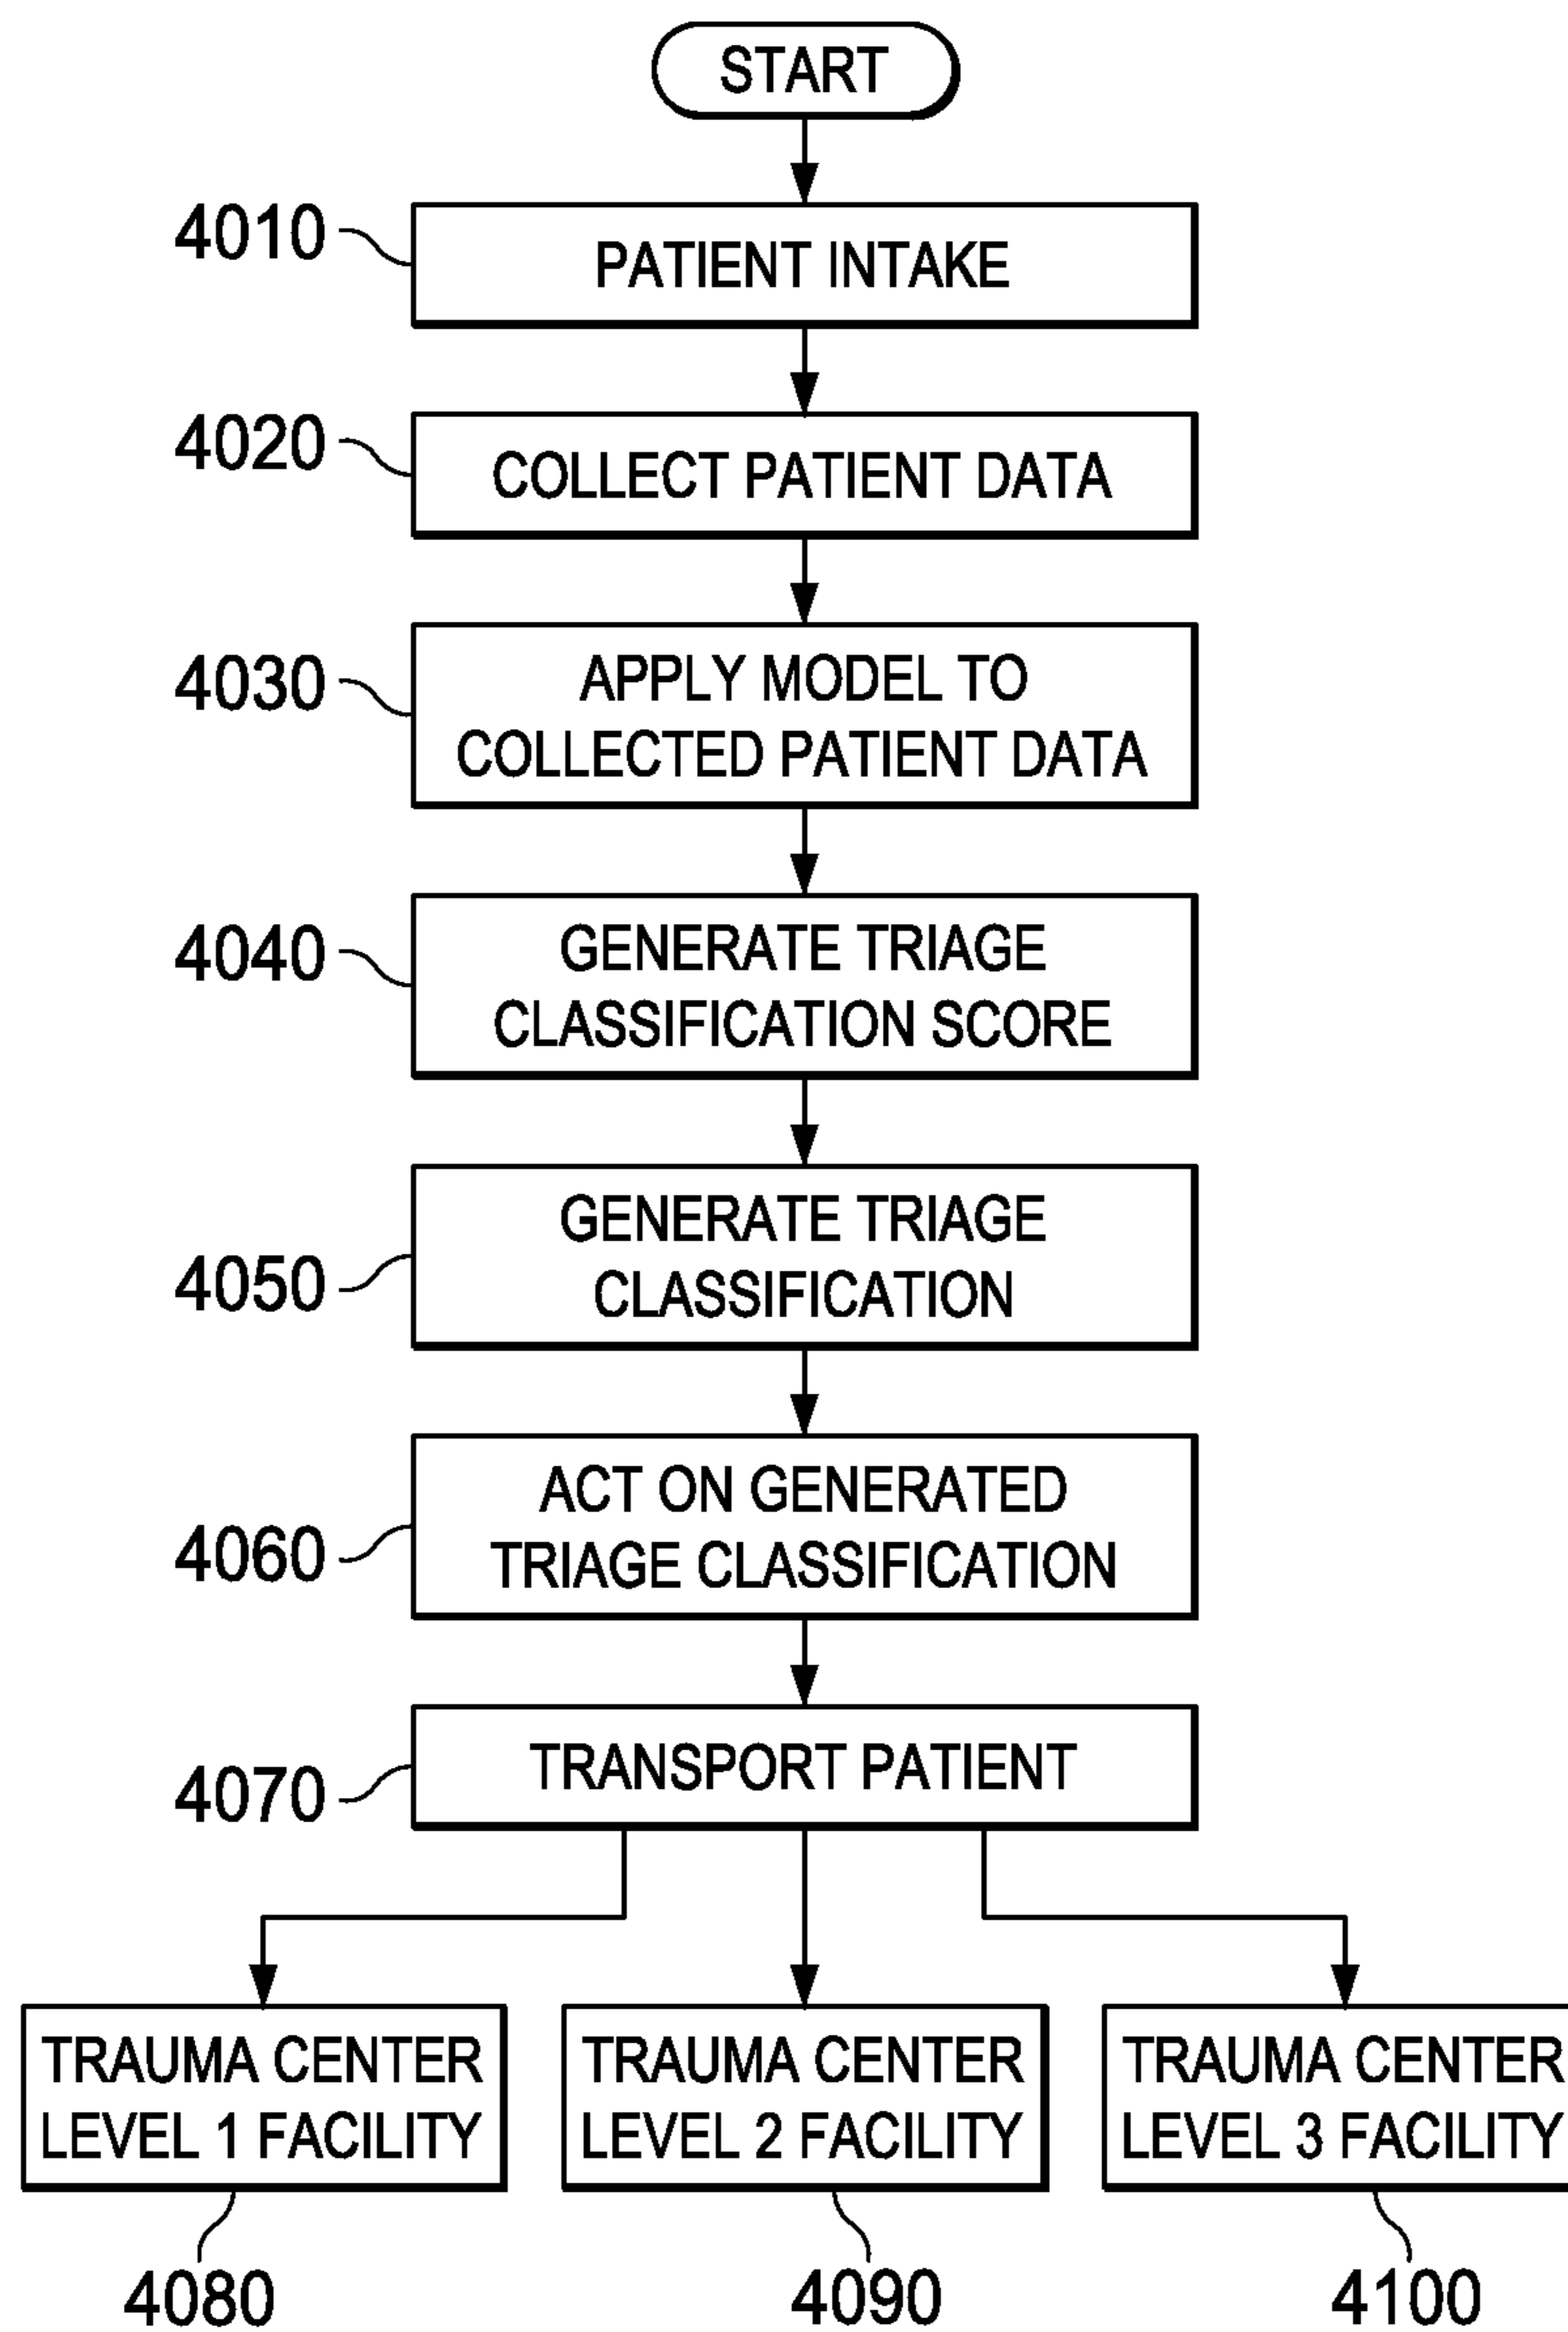 START
4010
PATIENT INTAKE
4020
COLLECT PATIENT DATA
4030
APPLY MODEL TO
COLLECTED PATIENT DATA
4040
GENERATE TRIAGE
CLASSIFICATION SCORE
4050
GENERATE TRIAGE
CLASSIFICATION
4060
ACT ON GENERATED
TRIAGE CLASSIFICATION
4070
TRANSPORT PATIENT
TRAUMA CENTER
LEVEL 1 FACILITY
TRAUMA CENTER
LEVEL 2 FACILITY
TRAUMA CENTER
LEVEL 3 FACILITY
4080
4090
4100